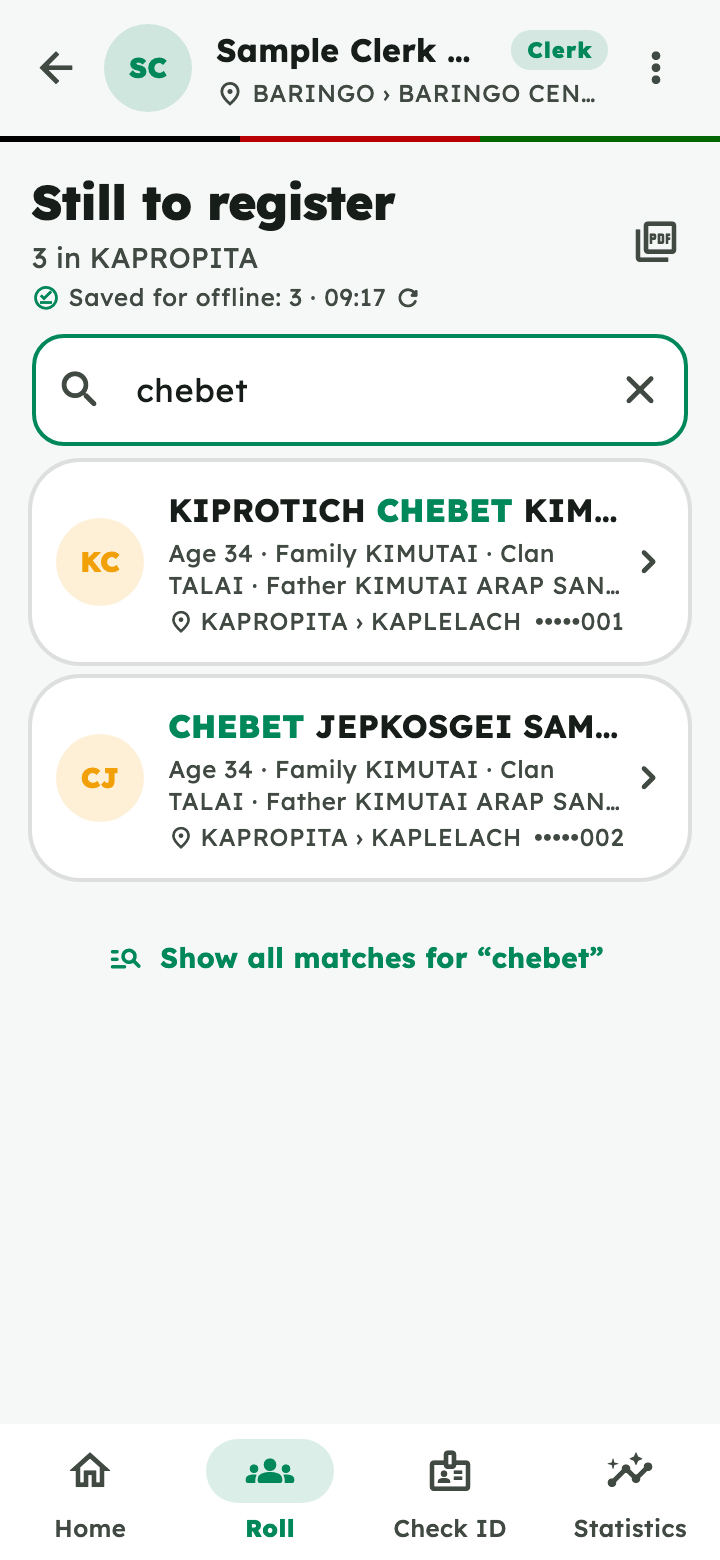 SC
Sample Clerk ...
Clerk
BARINGO › BARINGO CEN...
Still to register
3 in KAPROPITA
PDF
Saved for offline: 3 · 09:17
chebet
KC
KIPROTICH CHEBET KIM...
Age 34 · Family KIMUTAI · Clan
TALAI · Father KIMUTAI ARAP SAN...
KAPROPITA › KAPLELACH •••••001
CJ
CHEBET JEPKOSGEI SAM...
Age 34 · Family KIMUTAI · Clan
TALAI · Father KIMUTAI ARAP SAN...
KAPROPITA › KAPLELACH •••••002
Show all matches for “chebet”
Home
Roll
Check ID
Statistics